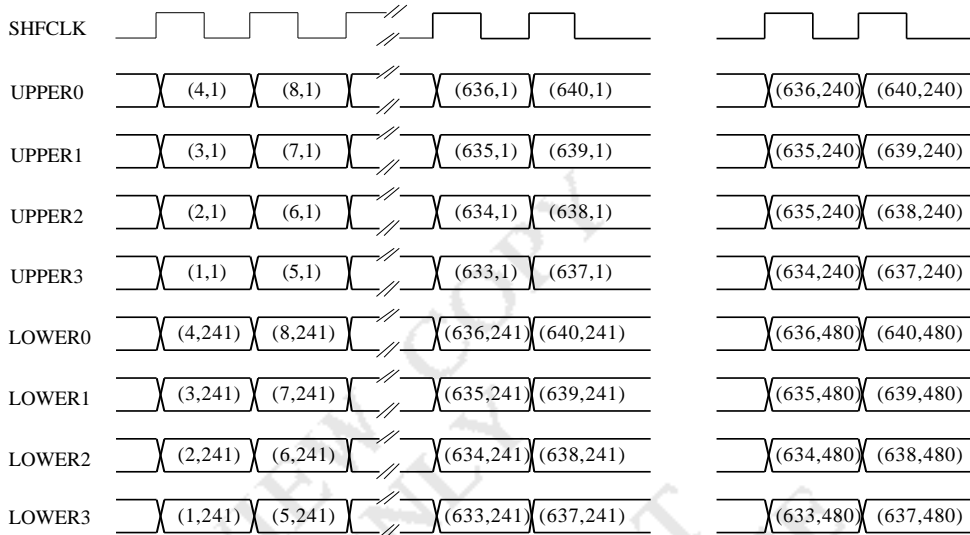 SHFCLK
UPPER0 (4,1) (8,1) (636,1) (640,1) (636,240) (640,240)
UPPER1 (3,1) (7,1) (635,1) (639,1) (635,240) (639,240)
UPPER2 (2,1) (6,1) (634,1) (638,1) (635,240) (638,240)
UPPER3 (1,1) (5,1) (633,1) (637,1) (634,240) (637,240)
LOWER0 (4,241) (8,241) (636,241) (640,241) (636,480) (640,480)
LOWER1 (3,241) (7,241) (635,241) (639,241) (635,480) (639,480)
LOWER2 (2,241) (6,241) (634,241) (638,241) (634,480) (638,480)
LOWER3 (1,241) (5,241) (633,241) (637,241) (633,480) (637,480)
COPY
ONLY